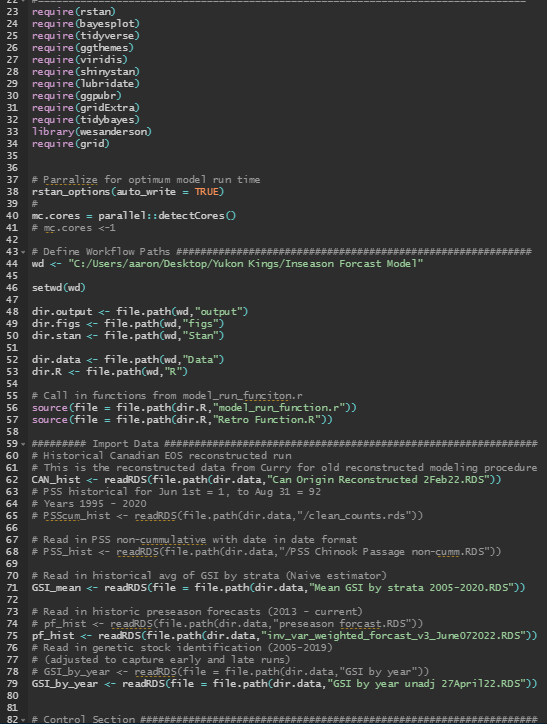 23 require(rstan)
24 require(bayesplot)
25 require(tidyverse)
26 require(ggthemes)
27 require(viridis)
28 require(shinystan)
29 require(lubridate)
30 require(ggpubr)
31 require(gridExtra)
32 require(tidybayes)
33 library(wesanderson)
34 require(grid)
35
36
37 # Parralize for optimum model run time
38 rstan_options(auto_write = TRUE)
39 #
40 mc.cores = parallel::detectCores()
41 # mc.cores <-1
42
43 # Define Workflow Paths ############################################################
44 wd <- "C:/Users/aaron/Desktop/Yukon Kings/Inseason Forcast Model"
45
46 setwd(wd)
47
48 dir.output <- file.path(wd,"output")
49 dir.figs <- file.path(wd,"figs")
50 dir.stan <- file.path(wd,"Stan")
51
52 dir.data <- file.path(wd,"Data")
53 dir.R <- file.path(wd,"R")
54
55 # Call in functions from model_run_funciton.r
56 source(file = file.path(dir.R,"model_run_function.r"))
57 source(file = file.path(dir.R,"Retro Function.R"))
58
59 ######### Import Data ###############################################################
60 # Historical Canadian EOS reconstructed run
61 # This is the reconstructed data from Curry for old reconstructed modeling procedure
62 CAN_hist <- readRDS(file.path(dir.data,"Can Origin Reconstructed 2Feb22.RDS"))
63 # PSS historical for Jun 1st = 1, to Aug 31 = 92
64 # Years 1995 - 2020
65 # PSScum_hist <- readRDS(file.path(dir.data,"/clean_counts.rds"))
66
67 # Read in PSS non-cummulative with date in date format
68 # PSS_hist <- readRDS(file.path(dir.data,"/PSS Chinook Passage non-cumm.RDS"))
69
70 # Read in historical avg of GSI by strata (Naive estimator)
71 GSI_mean <- readRDS(file = file.path(dir.data,"Mean GSI by strata 2005-2020.RDS"))
72
73 # Read in historic preseason forecasts (2013 - current)
74 # pf_hist <- readRDS(file.path(dir.data,"preseason forcast.RDS"))
75 pf_hist <- readRDS(file.path(dir.data,"inv_var_weighted_forcast_v3_June072022.RDS"))
76 # Read in genetic stock identification (2005-2019)
77 # (adjusted to capture early and late runs)
78 # GSI_by_year <- readRDS(file = file.path(dir.data,"GSI by year"))
79 GSI_by_year <- readRDS(file = file.path(dir.data,"GSI by year unadj 27April22.RDS"))
80
81
82 # Control Section ##################################################################